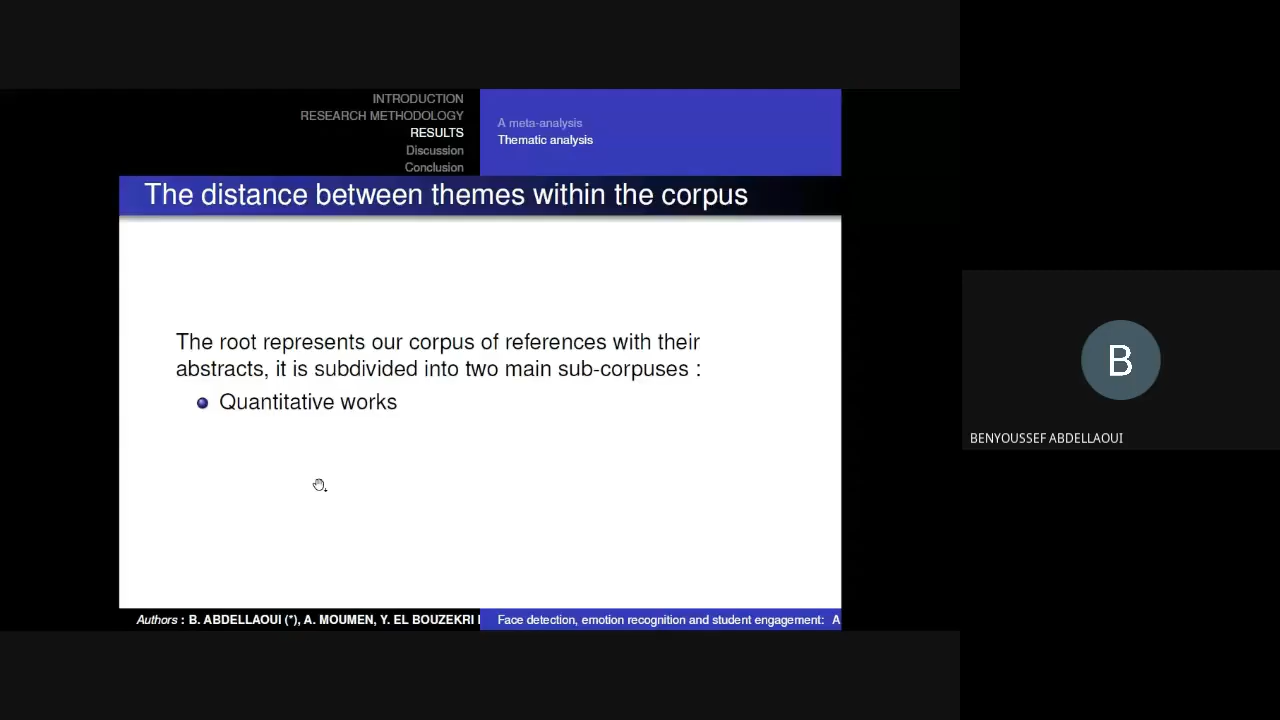 INTRODUCTION
RESEARCH METHODOLOGY
RESULTS
Discussion
Conclusion
A meta-analysis
Thematic analysis
The distance between themes within the corpus
The root represents our corpus of references with their
abstracts, it is subdivided into two main sub-corpuses :
Quantitative works
Authors : B. ABDELLAOUI (*), A. MOUMEN, Y. EL BOUZEKRI
Face detection, emotion recognition and student engagement: A
B
BENYOUSSEF ABDELLAOUI